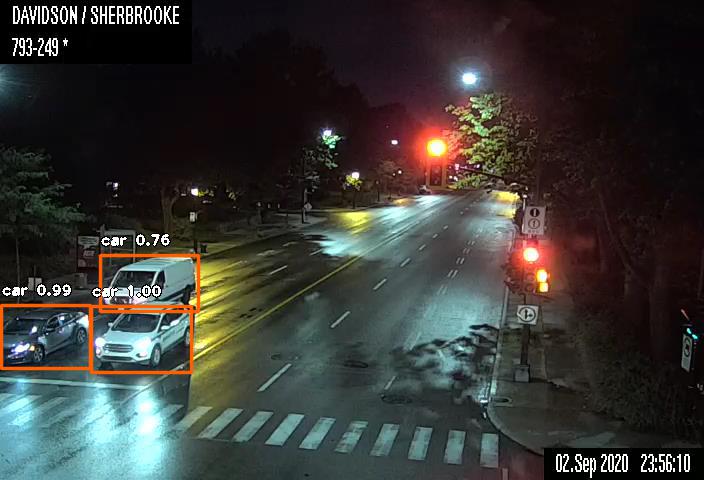 DAVIDSON / SHERBROOKE
793-249 *
car 0.76
car 0.99
car 1.00
02.Sep 2020 23:56:10